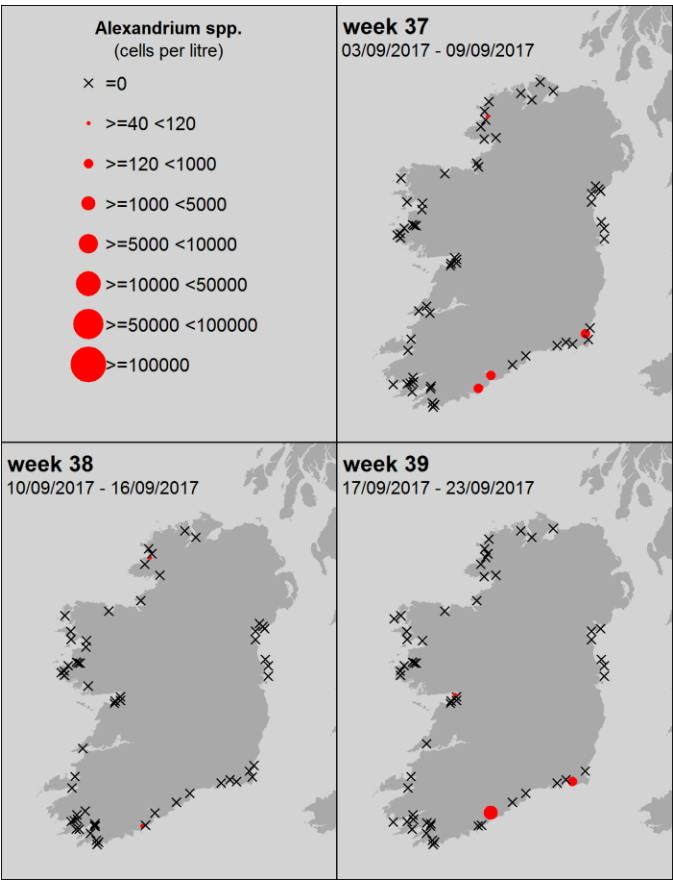 Alexandrium spp.
(cells per litre)
=0
>=40 <120
>=120 <1000
>=1000 <5000
>=5000 <10000
>=10000 <50000
>=50000 <100000
>=100000
week 37
03/09/2017 - 09/09/2017
week 38
10/09/2017 - 16/09/2017
week 39
17/09/2017 - 23/09/2017